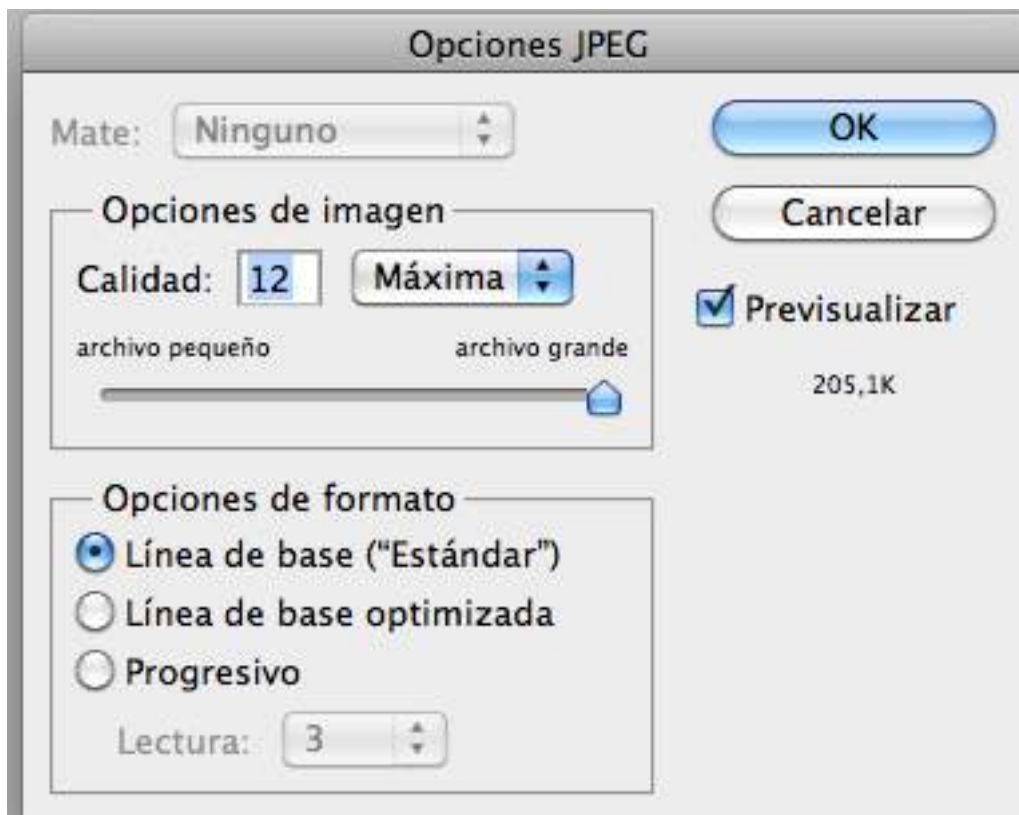 Opciones JPEG
Mate: Ninguno
OK
Opciones de imagen
Cancelar
Calidad: 12 Máxima
Previsualizar
archivo pequeño archivo grande
205,1K
Opciones de formato
Línea de base (“Estándar”)
Línea de base optimizada
Progresivo
Lectura: 3